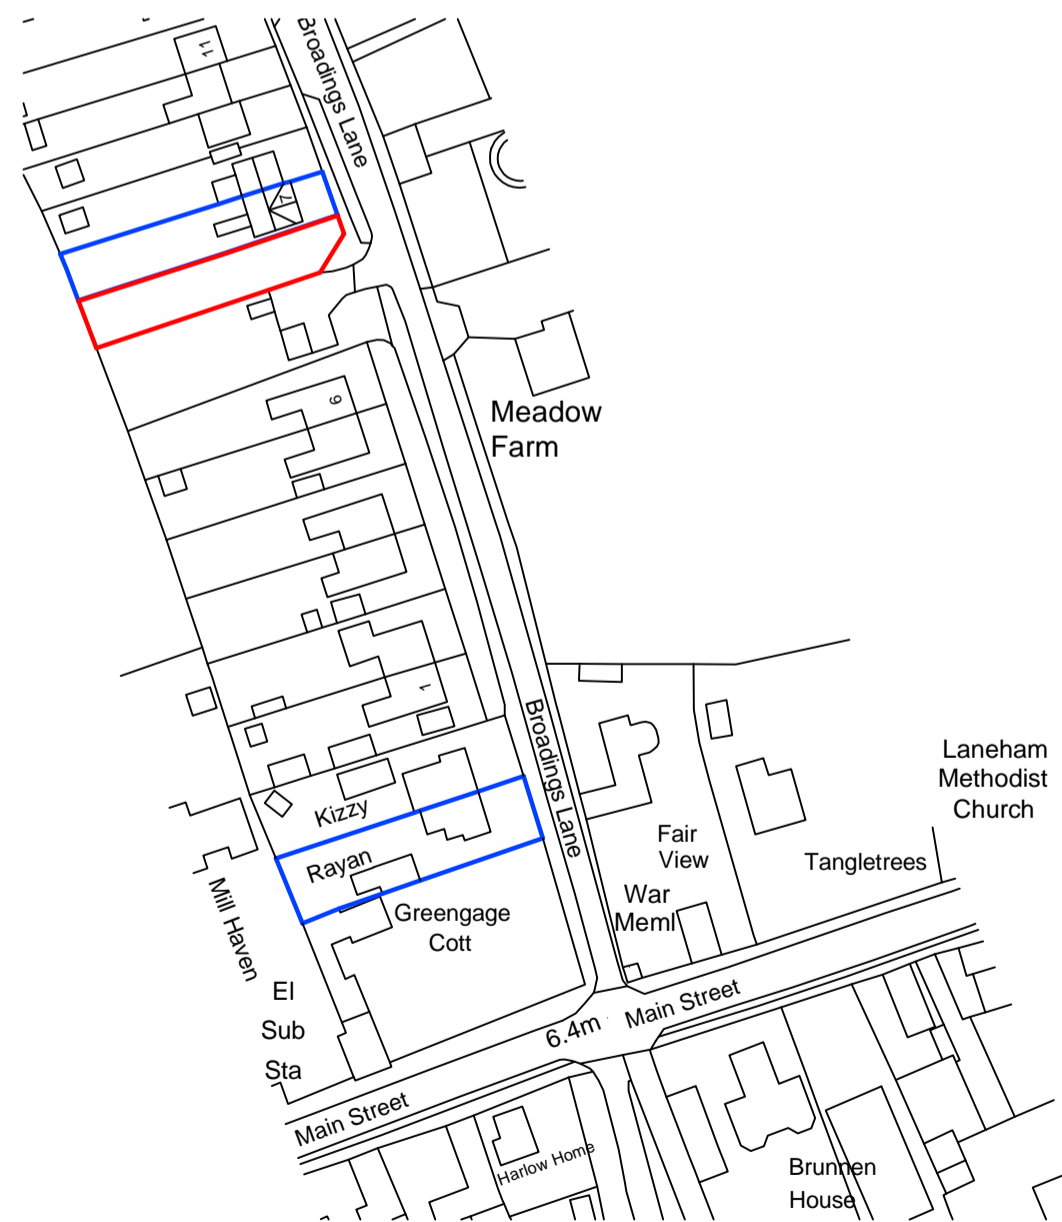 11
Broadings Lane
7
Meadow
Farm
9
1
Broadings Lane
Laneham
Methodist
Church
Kizzy
Fair
View
Tangletrees
Rayan
War
Meml
Mill Haven
Greengage
Cott
El
Sub
Sta
6.4m
Main Street
Main Street
Harlow Home
Brunnen
House